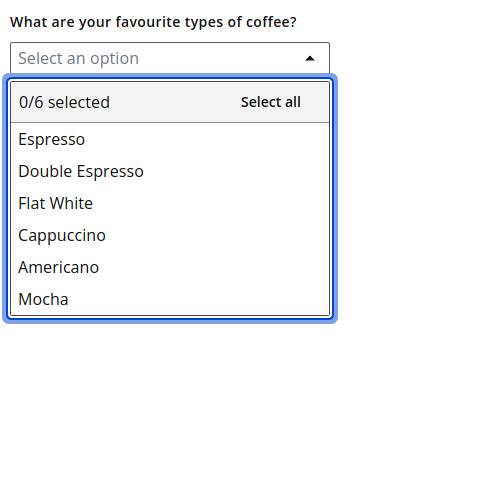 What are your favourite types of coffee?
Select an option
0/6 selected Select all
Espresso
Double Espresso
Flat White
Cappuccino
Americano
Mocha